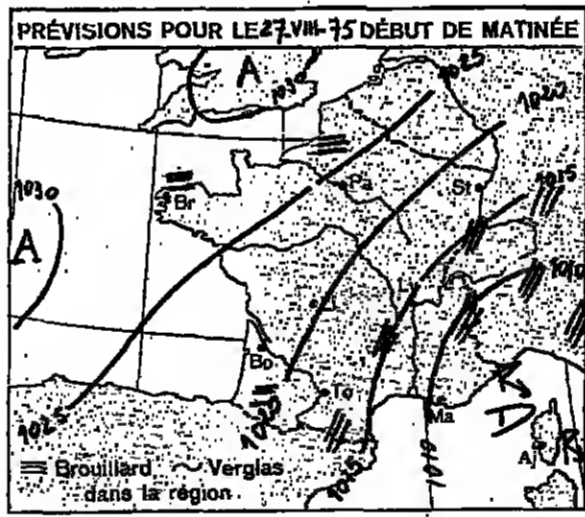 PRÉVISIONS POUR LE 27-VIII-75 DÉBUT DE MATINÉE
A
1030
1025
1020
1030
Pa
St
1015
Br
A
L
Ly
Bo
To
Ma
D
A
1025
1015
1010
≡ Brouillard ~ Verglas
dans la région